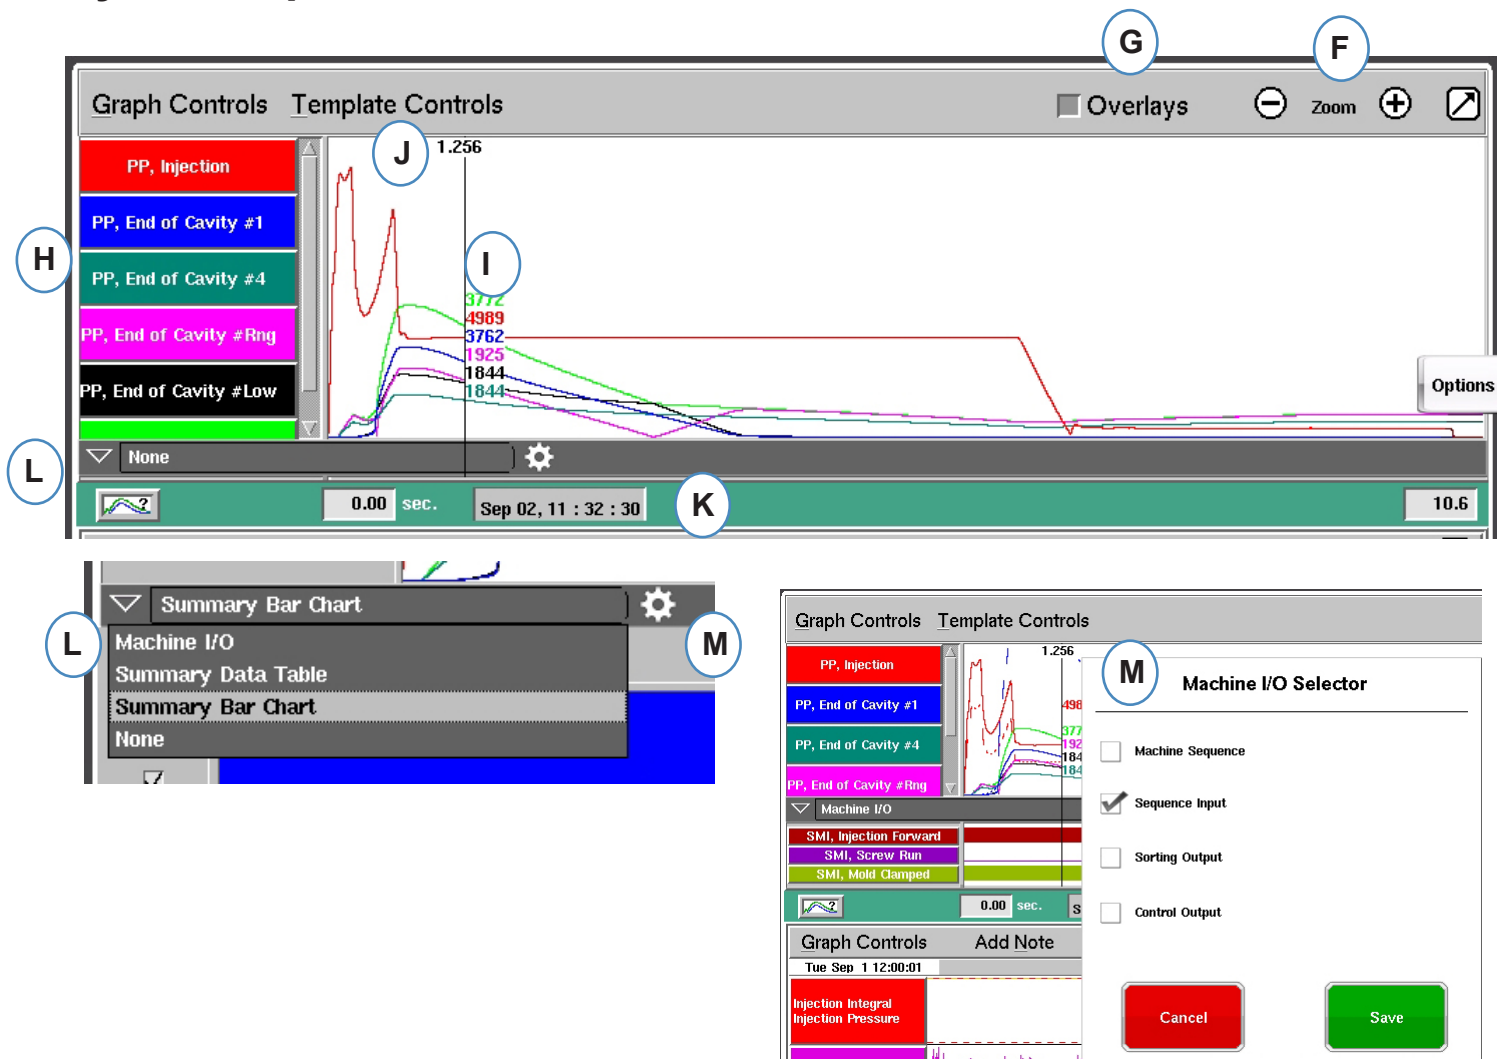 G
F
Graph Controls Template Controls
Overlays
Zoom
J
1.256
PP, Injection
PP, End of Cavity #1
H
I
PP, End of Cavity #4
3772
4989
PP, End of Cavity #Rng
3762
1925
1844
PP, End of Cavity #Low
1844
Options
L
None
K
0.00 sec.
Sep 02, 11 : 32 : 30
10.6
Summary Bar Chart
L
M
Machine I/O
Summary Data Table
Summary Bar Chart
None
Graph Controls Template Controls
1.256
M
Machine I/O Selector
PP, Injection
PP, End of Cavity #1
498
377
PP, End of Cavity #4
192
184
184
PP, End of Cavity #Rng
Machine I/O
SMI, Injection Forward
SMI, Screw Run
SMI, Mold Clamped
0.00 sec.
S
Machine Sequence
Sequence Input
Sorting Output
Control Output
Graph Controls Add Note
Tue Sep 1 12:00:01
Injection Integral
Injection Pressure
Cancel
Save